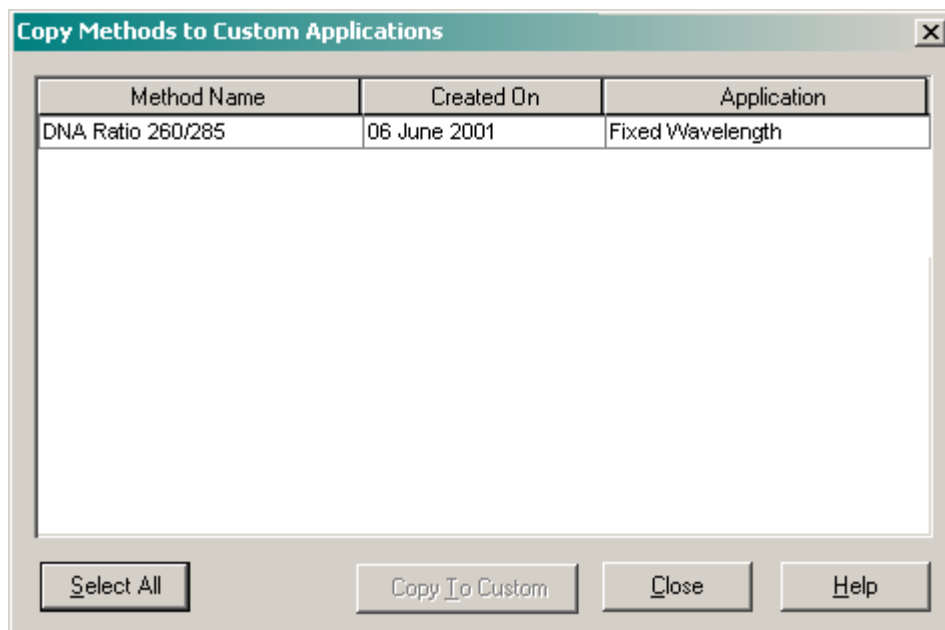 Copy Methods to Custom Applications
Method Name Created On Application
DNA Ratio 260/285 06 June 2001 Fixed Wavelength
Select All Copy To Custom Close Help